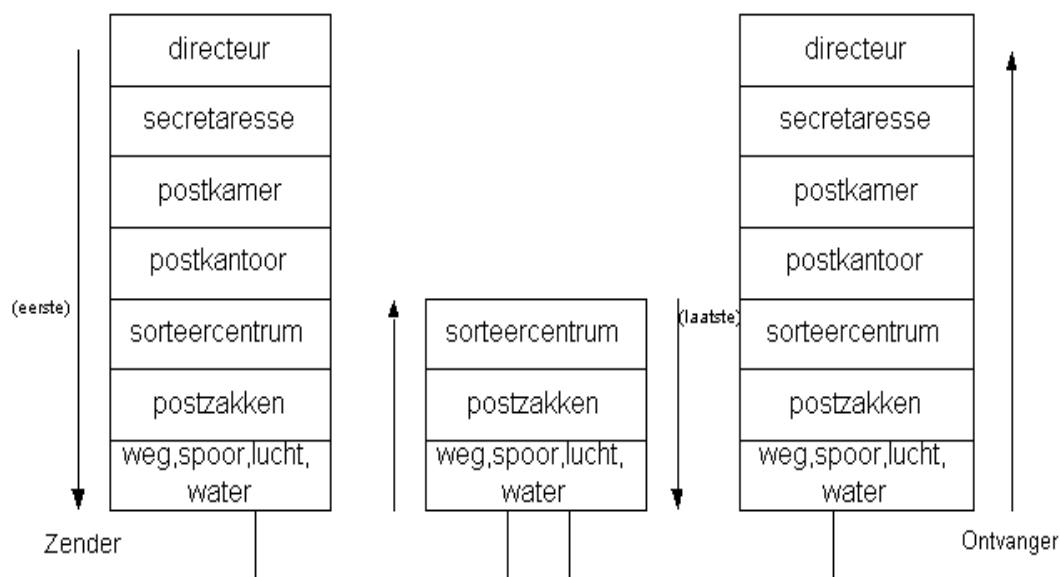 directeur
secretaresse
postkamer
postkantoor
(eerste)
sorteercentrum
postzakken
weg,spoor,lucht,
water
Zender
sorteercentrum
postzakken
weg,spoor,lucht,
water
(laatste)
directeur
secretaresse
postkamer
postkantoor
sorteercentrum
postzakken
weg,spoor,lucht,
water
Ontvanger